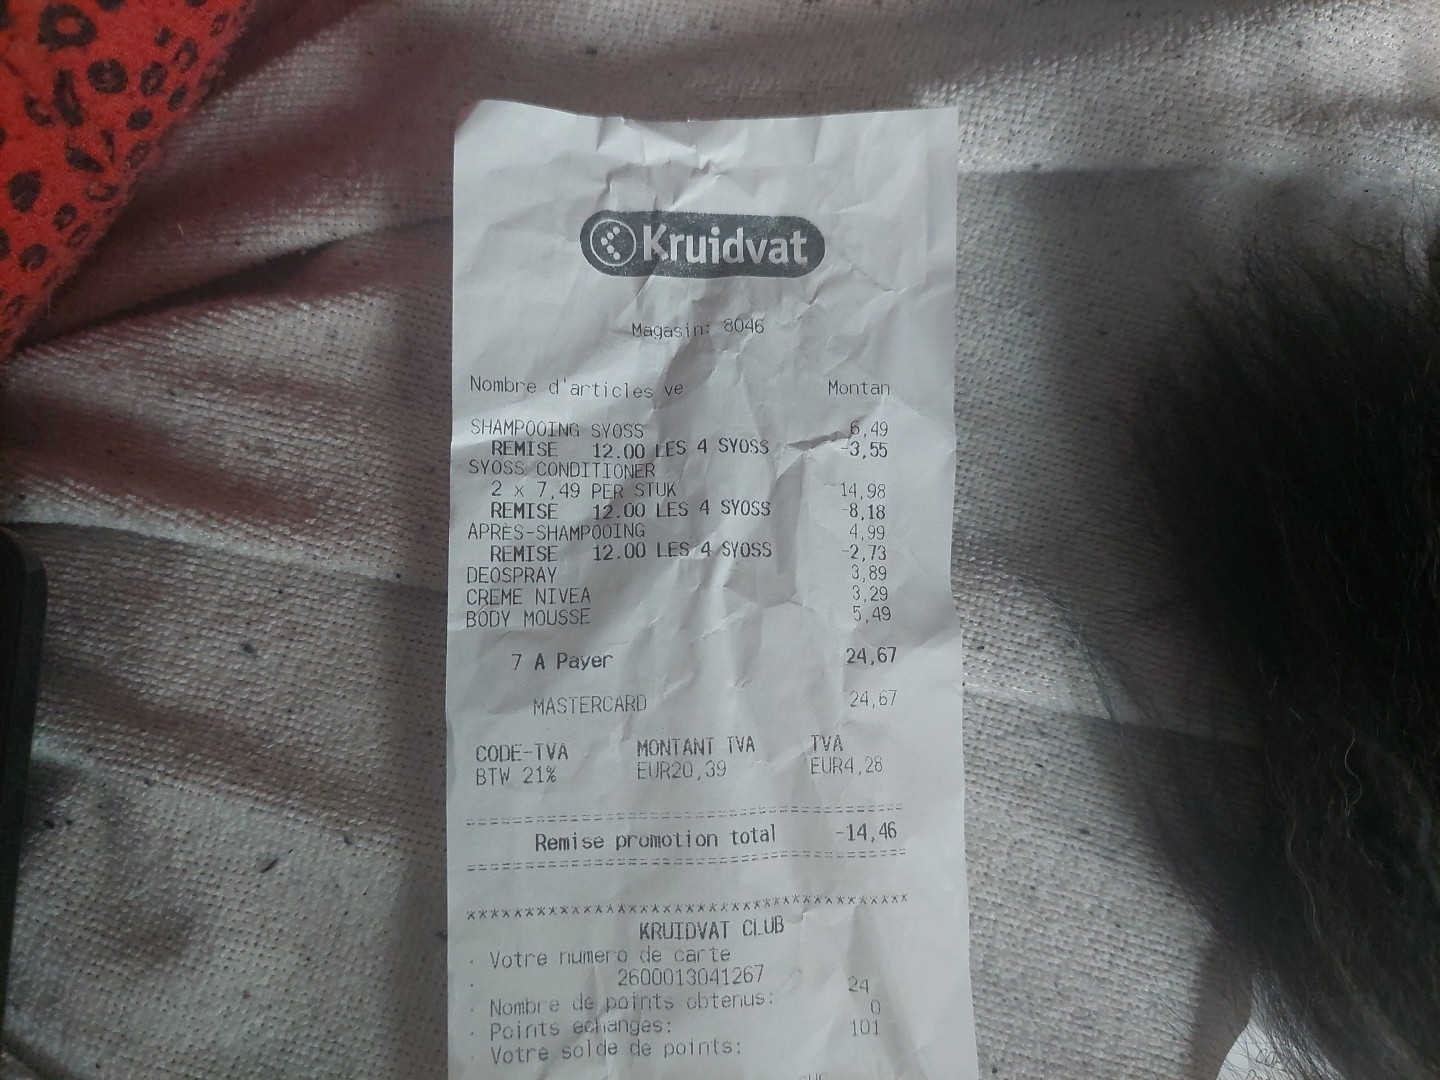 Kruidvat
Magasin: 8046
Nombre d'articles ve Montan
SHAMPOOING SYOSS 6,49
REMISE 12.00 LES 4 SYOSS -3,55
SYOSS CONDITIONER
2 x 7,49 PER STUK 14,98
REMISE 12.00 LES 4 SYOSS -8,18
APRÈS-SHAMPOOING 4,99
REMISE 12.00 LES 4 SYOSS -2,73
DEOSPRAY 3,89
CREME NIVEA 3,29
BODY MOUSSE 5,49
7 A Payer 24,67
MASTERCARD 24,67
CODE-TVA MONTANT TVA TVA
BTW 21% EUR20,39 EUR4,28
Remise promotion total -14,46
***************************************
KRUIDVAT CLUB
Votre numero de carte
2600013041267
Nombre de points obtenus: 24
Points echanges: 0
Votre solde de points: 101